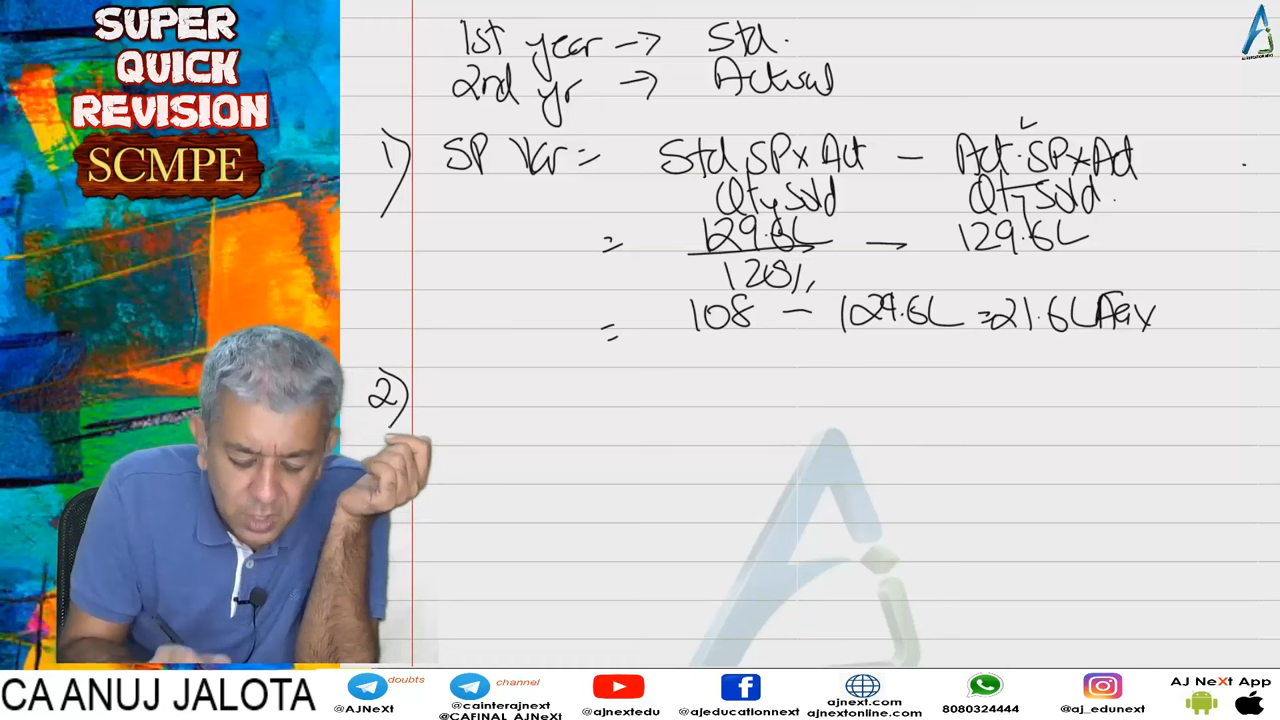 SUPER
QUICK
REVISION
SCMPE
1st year → Std.
2nd yr → Actual
1) SP Var = Std SP x Act Qty Sold – Act. SP x Act Qty Sold.
= 129.6L / 120%, – 129.6L
= 108 – 129.6L = 21.6L Fav
2)
CA ANUJ JALOTA
doubts
@AJNeXt
channel
@cainterajnext
@CAFINAL_AJNeXt
@ajnextedu
@ajeducationnext
ajnext.com
ajnextonline.com
8080324444
@aj_edunext
AJ NeXt App